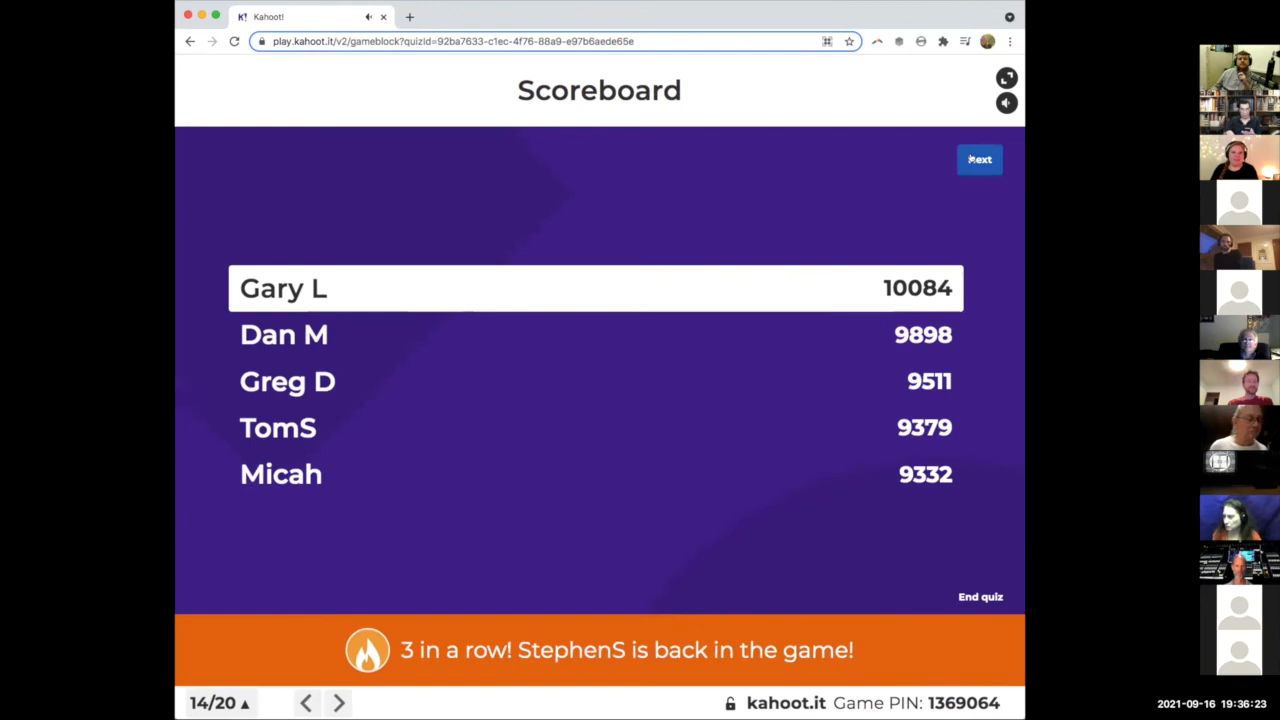 Kahoot!
play.kahoot.it/v2/gameblock?quizId=92ba7633-c1ec-4f76-88a9-e97b6aede65e
Scoreboard
Next
Gary L 10084
Dan M 9898
Greg D 9511
TomS 9379
Micah 9332
End quiz
3 in a row! StephenS is back in the game!
14/20 kahoot.it Game PIN: 1369064
2021-09-16 19:36:23